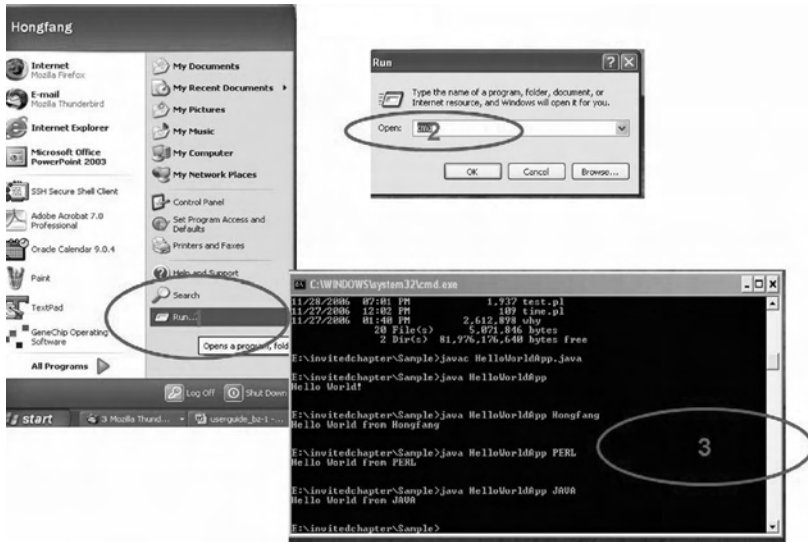 Hongfang
Internet
Mozilla Firefox
E-mail
Mozilla Thunderbird
Internet Explorer
Microsoft Office
PowerPoint 2003
SSH Secure Shell Client
Adobe Acrobat 7.0
Professional
Oracle Calendar 9.0.4
Paint
TextPad
GeneChip Operating
Software
All Programs
My Documents
My Recent Documents
My Pictures
My Music
My Computer
My Network Places
Control Panel
Set Program Access and
Defaults
Printers and Faxes
Help and Support
Search
Run...
Opens a program, fold
Log Off
Shut Down
start
3 Mozilla Thund...
userguide_bz-1 -...
Run
Type the name of a program, folder, document, or
Internet resource, and Windows will open it for you.
Open:
2
OK
Cancel
Browse...
C:\WINDOWS\system32\cmd.exe
11/28/2006 07:01 PM 1,937 test.pl
11/27/2006 12:02 PM 109 time.pl
11/27/2006 01:40 PM 2,612,898 why
20 File(s) 5,071,846 bytes
2 Dir(s) 81,976,176,640 bytes free
E:\invitedchapter\Sample>javac HelloWorldApp.java
E:\invitedchapter\Sample>java HelloWorldApp
Hello World!
E:\invitedchapter\Sample>java HelloWorldApp Hongfang
Hello World from Hongfang
E:\invitedchapter\Sample>java HelloWorldApp PERL
Hello World from PERL
E:\invitedchapter\Sample>java HelloWorldApp JAVA
Hello World from JAVA
E:\invitedchapter\Sample>
3